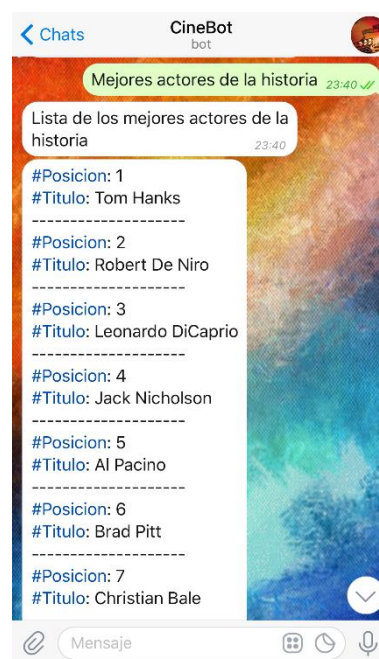 Chats
CineBot
bot
Mejores actores de la historia 23:40
Lista de los mejores actores de la
historia 23:40
#Posicion: 1
#Titulo: Tom Hanks
--------------------
#Posicion: 2
#Titulo: Robert De Niro
--------------------
#Posicion: 3
#Titulo: Leonardo DiCaprio
--------------------
#Posicion: 4
#Titulo: Jack Nicholson
--------------------
#Posicion: 5
#Titulo: Al Pacino
--------------------
#Posicion: 6
#Titulo: Brad Pitt
--------------------
#Posicion: 7
#Titulo: Christian Bale
Mensaje